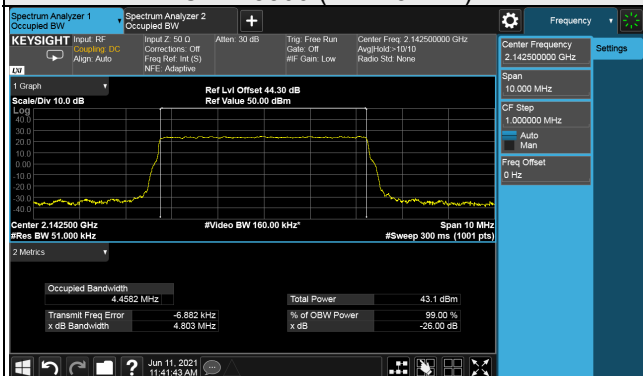 Spectrum Analyzer 1
Occupied BW
Spectrum Analyzer 2
Occupied BW
Frequency
KEYSIGHT
Input: RF
Coupling: DC
Align: Auto
Input Z: 50 Ω
Corrections: Off
Freq Ref: Int (S)
NFE: Adaptive
Atten: 30 dB
Trig: Free Run
Gate: Off
#IF Gain: Low
Center Freq: 2.142500000 GHz
Avg|Hold:>10/10
Radio Std: None
LXI
Center Frequency
2.142500000 GHz
Settings
Span
10.000 MHz
CF Step
1.000000 MHz
Auto
Man
Freq Offset
0 Hz
1 Graph
Scale/Div 10.0 dB
Ref Lvl Offset 44.30 dB
Ref Value 50.00 dBm
Log
40.0
30.0
20.0
10.0
0.00
-10.0
-20.0
-30.0
-40.0
Center 2.142500 GHz
#Res BW 51.000 kHz
#Video BW 160.00 kHz*
Span 10 MHz
#Sweep 300 ms (1001 pts)
2 Metrics
Occupied Bandwidth
4.4582 MHz
Total Power 43.1 dBm
Transmit Freq Error -6.882 kHz
% of OBW Power 99.00 %
x dB Bandwidth 4.803 MHz
x dB -26.00 dB
?
Jun 11, 2021
11:41:43 AM